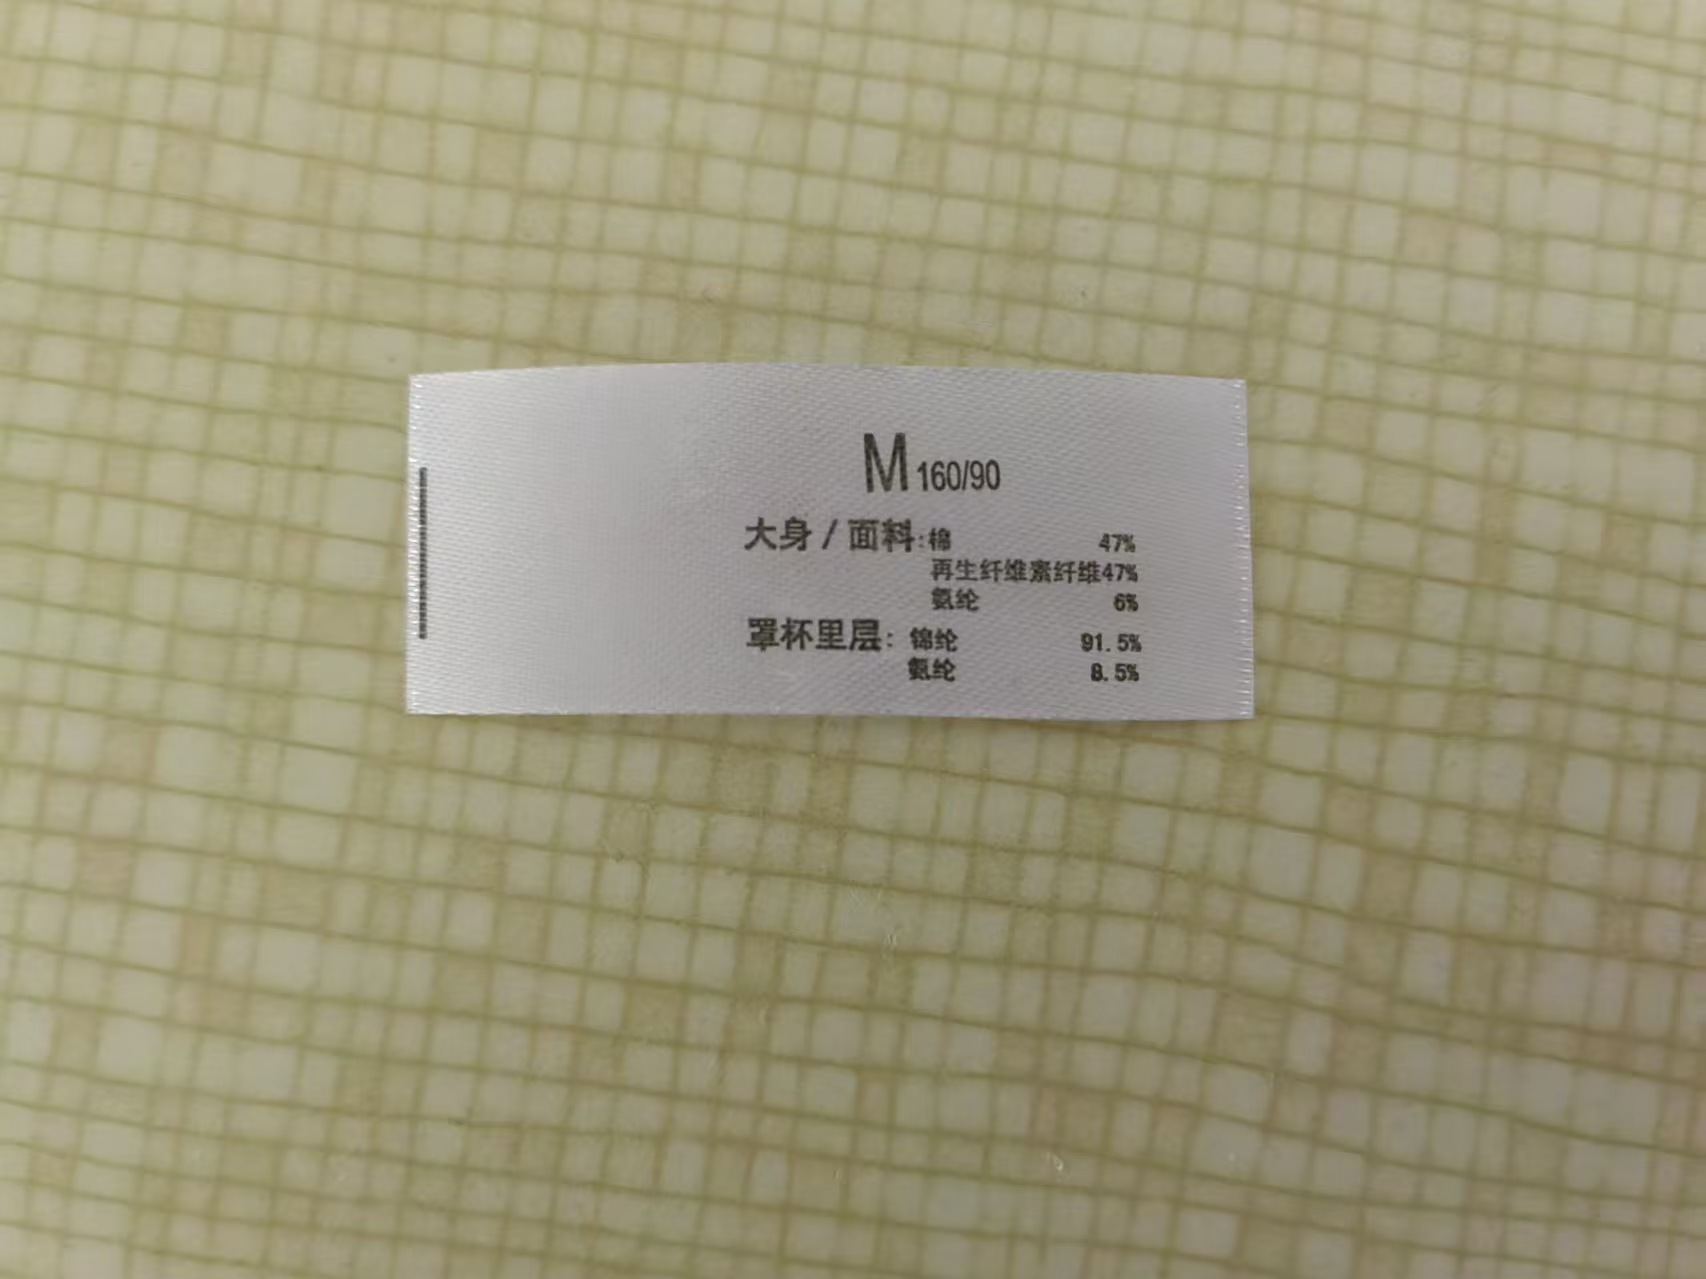 M 160/90
大身 / 面料:棉 47%
再生纤维素纤维47%
氨纶 6%
罩杯里层: 锦纶 91.5%
氨纶 8.5%